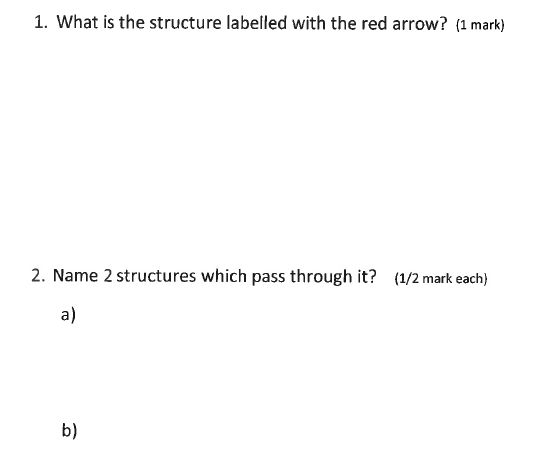 1. What is the structure labelled with the red arrow? (1 mark)
2. Name 2 structures which pass through it? (1/2 mark each)
a)
b)